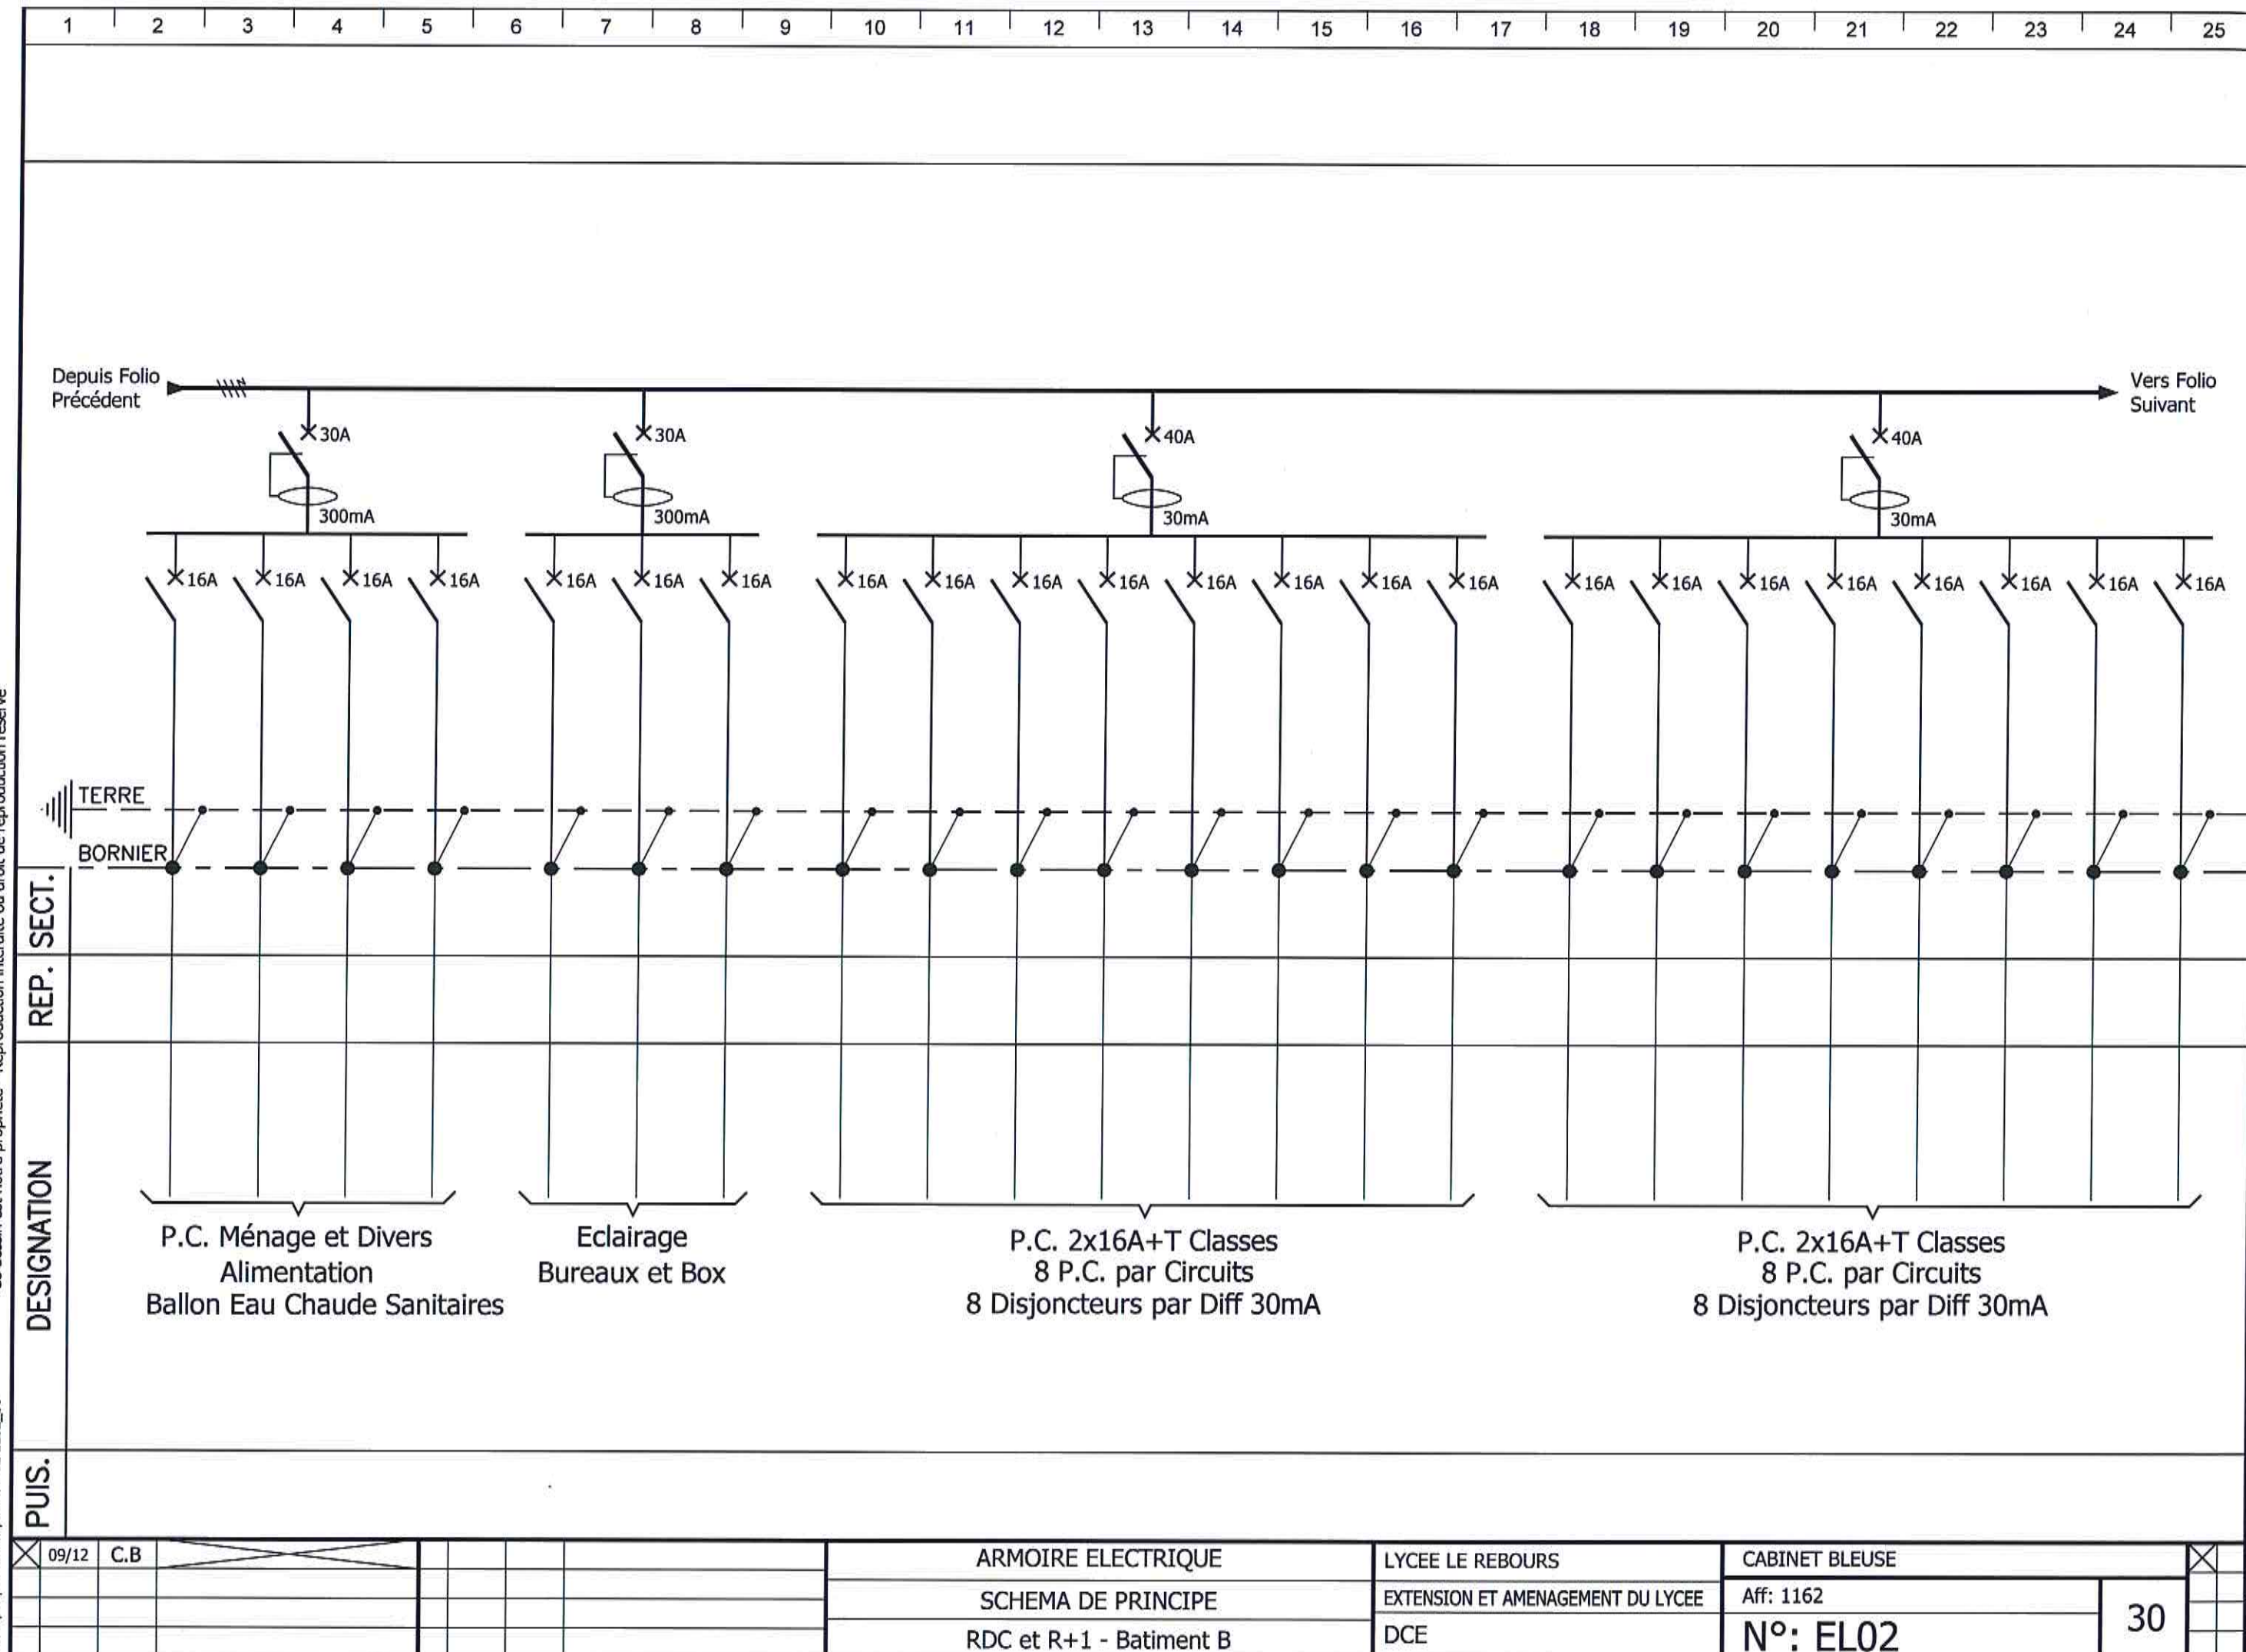 1 2 3 4 5 6 7 8 9 10 11 12 13 14 15 16 17 18 19 20 21 22 23 24 25
Depuis Folio
Précédent
Vers Folio
Suivant
30A 30A 40A 40A
300mA 300mA 30mA 30mA
16A 16A 16A 16A 16A 16A 16A 16A 16A 16A 16A 16A 16A 16A 16A 16A 16A 16A 16A 16A 16A 16A 16A
TERRE
BORNIER
SECT.
REP.
DESIGNATION
P.C. Ménage et Divers
Alimentation
Ballon Eau Chaude Sanitaires
Eclairage
Bureaux et Box
P.C. 2x16A+T Classes
8 P.C. par Circuits
8 Disjoncteurs par Diff 30mA
P.C. 2x16A+T Classes
8 P.C. par Circuits
8 Disjoncteurs par Diff 30mA
PUIS.
09/12 C.B
ARMOIRE ELECTRIQUE
SCHEMA DE PRINCIPE
RDC et R+1 - Batiment B
LYCEE LE REBOURS
EXTENSION ET AMENAGEMENT DU LYCEE
DCE
CABINET BLEUSE
Aff: 1162
N°: EL02
30